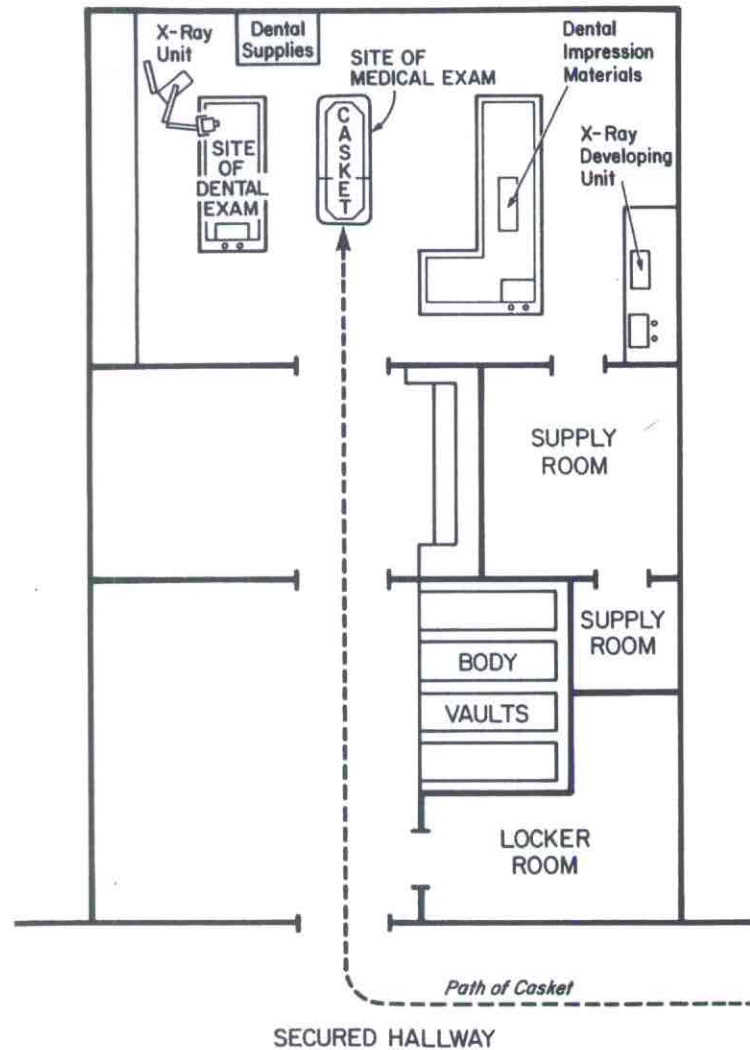 X-Ray
Unit
Dental
Supplies
SITE OF
MEDICAL EXAM
Dental
Impression
Materials
X-Ray
Developing
Unit
CASKET
SITE
OF
DENTAL
EXAM
SUPPLY
ROOM
SUPPLY
ROOM
BODY
VAULTS
LOCKER
ROOM
Path of Casket
SECURED HALLWAY